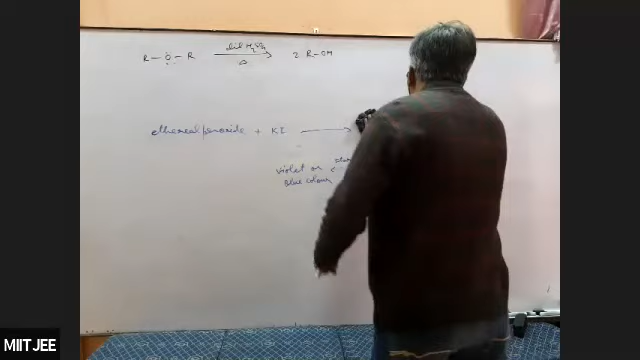 R - Ö - R dil H₂SO₄ → Δ 2 R-OH
ethereal peroxide + KI →
violet or
Blue colour
MIIT JEE